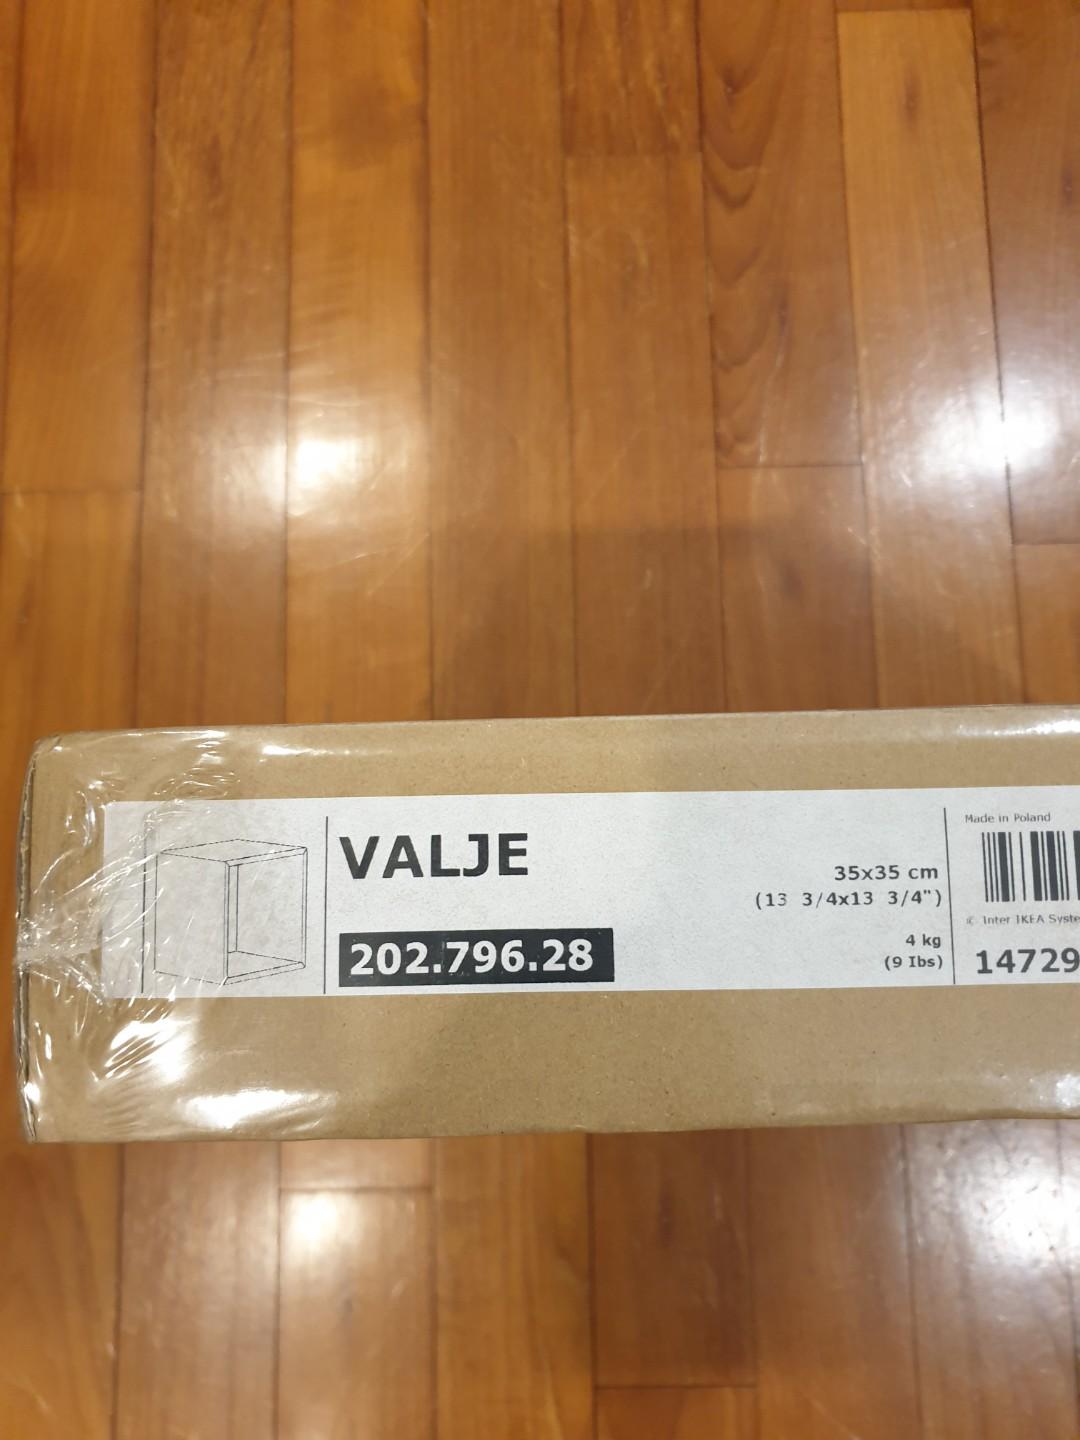 VALJE
202.796.28
35x35 cm
(13 3/4x13 3/4")
4 kg
(9 Ibs)
Made in Poland
© Inter IKEA Syste
14729